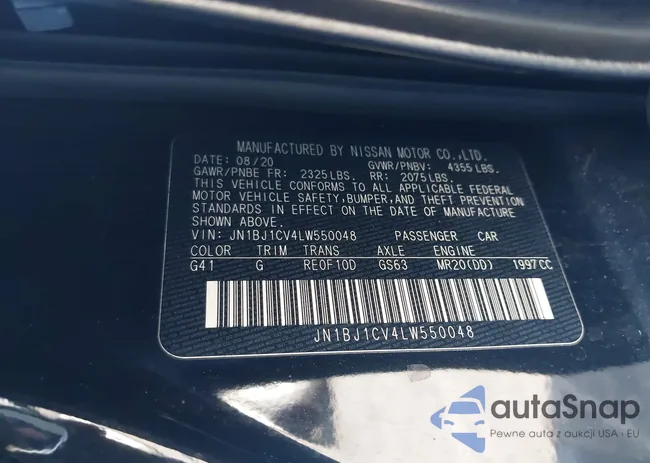 MANUFACTURED BY NISSAN MOTOR CO.,LTD.
DATE: 08/20 GVWR/PNBV: 4355 LBS.
GAWR/PNBE FR: 2325 LBS. RR: 2075 LBS.
THIS VEHICLE CONFORMS TO ALL APPLICABLE FEDERAL
MOTOR VEHICLE SAFETY, BUMPER, AND THEFT PREVENTION
STANDARDS IN EFFECT ON THE DATE OF MANUFACTURE
SHOWN ABOVE.
VIN: JN1BJ1CV4LW550048 PASSENGER CAR
COLOR TRIM TRANS AXLE ENGINE
G41 G RE0F10D GS63 MR20(DD) 1997CC
JN1BJ1CV4LW550048
autaSnap
Pewne auta z aukcji USA - EU